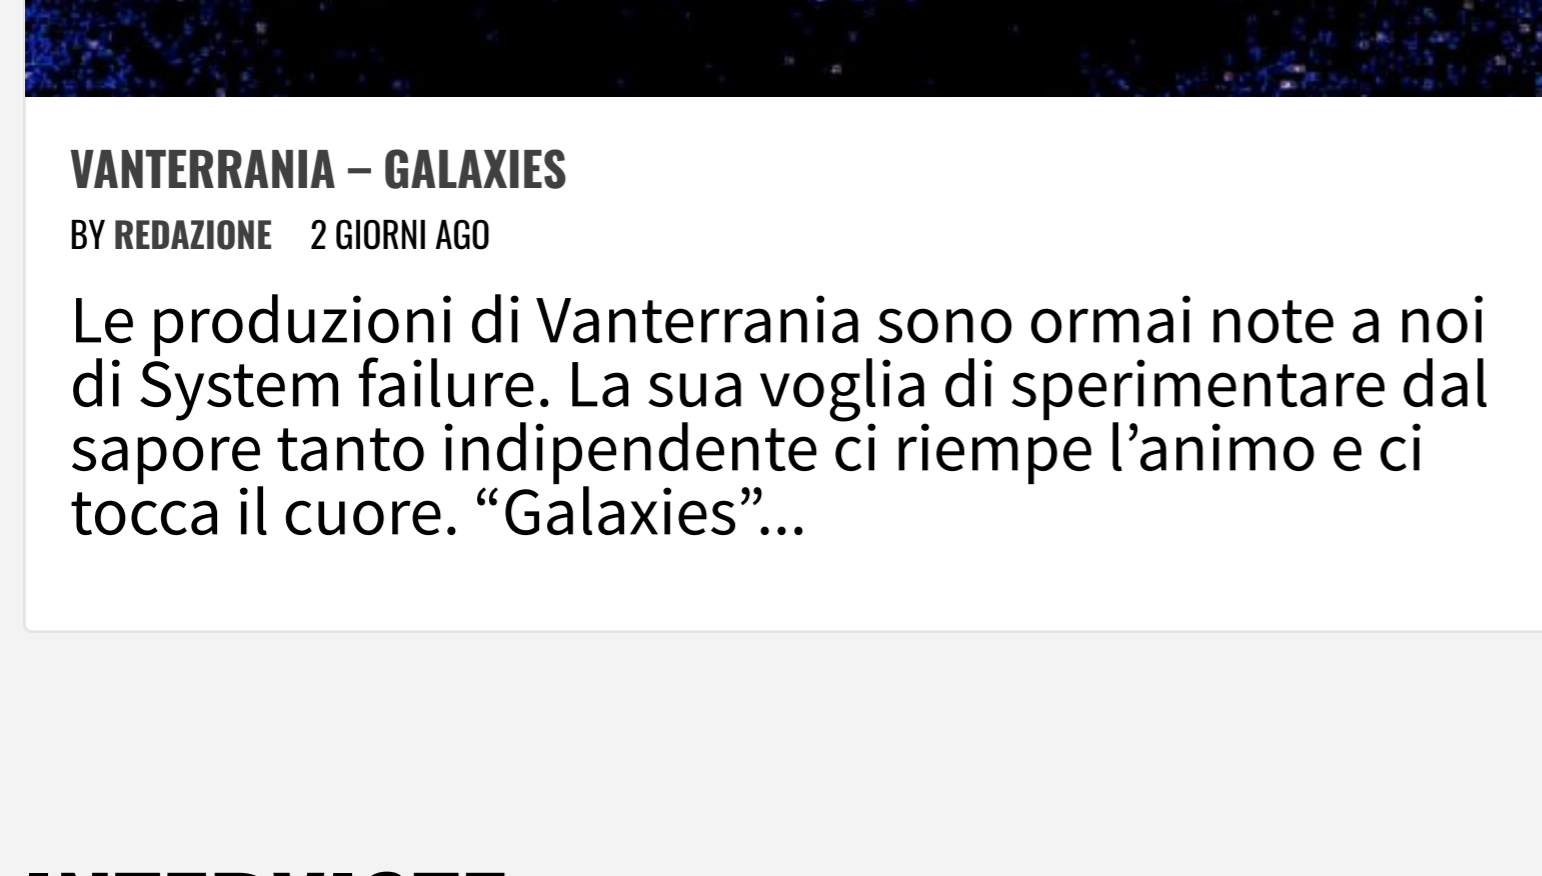 VANTERRANIA – GALAXIES
BY REDAZIONE 2 GIORNI AGO
Le produzioni di Vanterrania sono ormai note a noi
di System failure. La sua voglia di sperimentare dal
sapore tanto indipendente ci riempe l’animo e ci
tocca il cuore. “Galaxies”...